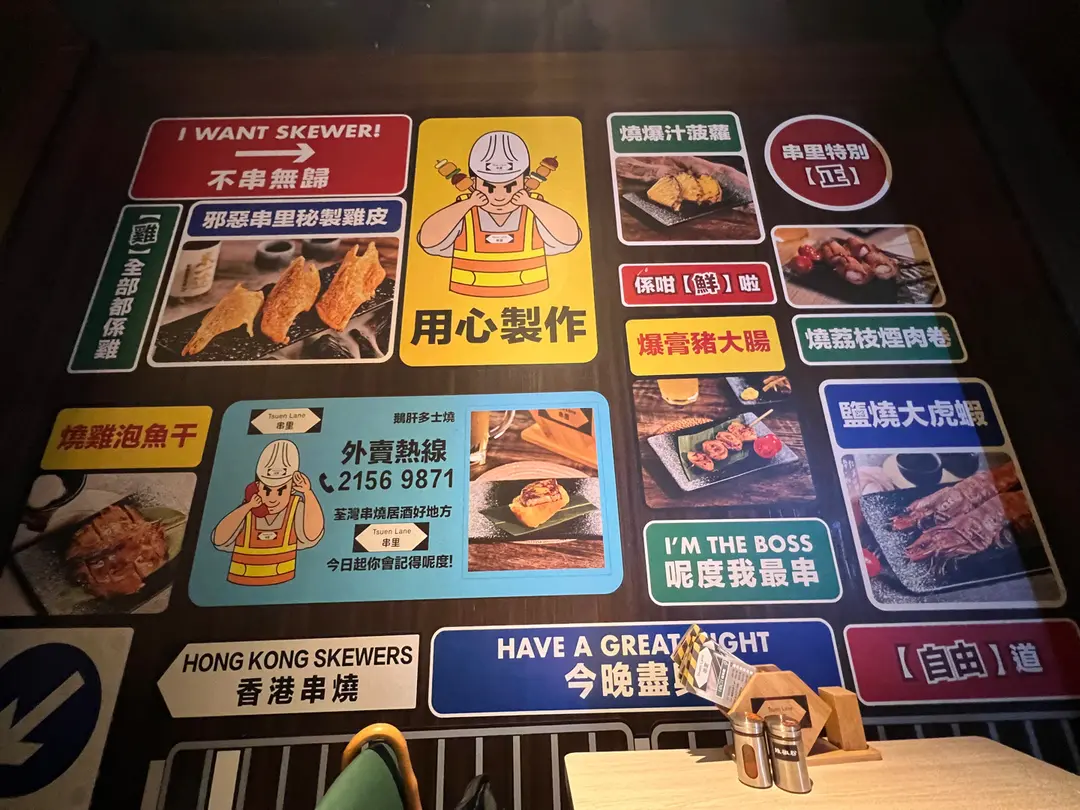 I WANT SKEWER!
不串無歸
【雞】全部都係雞
邪惡串里秘製雞皮
用心製作
燒爆汁菠蘿
串里特別
【正】
係咁【鮮】啦
爆膏豬大腸
燒荔枝煙肉卷
鹽燒大虎蝦
燒雞泡魚干
Tsuen Lane
串里
鵝肝多士燒
外賣熱線
2156 9871
荃灣串燒居酒好地方
Tsuen Lane
串里
今日起你會記得呢度!
I'M THE BOSS
呢度我最串
HONG KONG SKEWERS
香港串燒
HAVE A GREAT NIGHT
今晚盡
【自由】道
Tsuen Lane